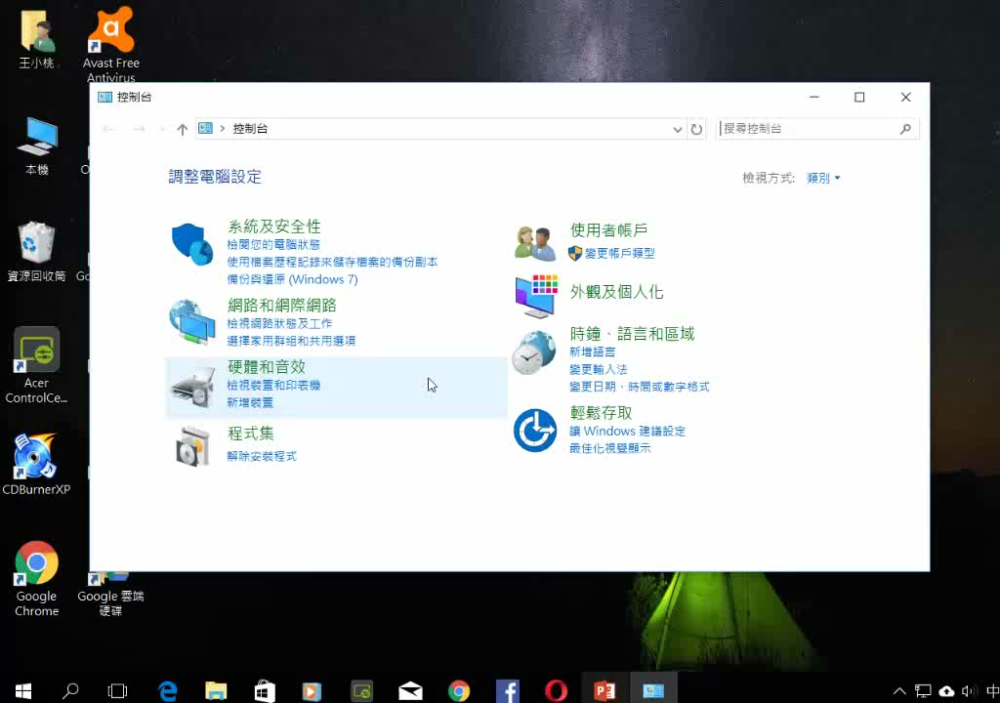 王小桃
Avast Free
Antivirus
控制台
控制台
搜尋控制台
本機
調整電腦設定
檢視方式:
類別
系統及安全性
檢閱您的電腦狀態
使用檔案歷程記錄來儲存檔案的備份副本
備份與還原 (Windows 7)
使用者帳戶
變更帳戶類型
資源回收筒
網路和網際網路
檢視網路狀態及工作
選擇家用群組和共用選項
外觀及個人化
硬體和音效
檢視裝置和印表機
新增裝置
時鐘、語言和區域
新增語言
變更輸入法
變更日期、時間或數字格式
Acer
ControlCe...
程式集
解除安裝程式
輕鬆存取
讓 Windows 建議設定
最佳化視覺顯示
CDBurnerXP
Google
Chrome
Google 雲端
硬碟
中